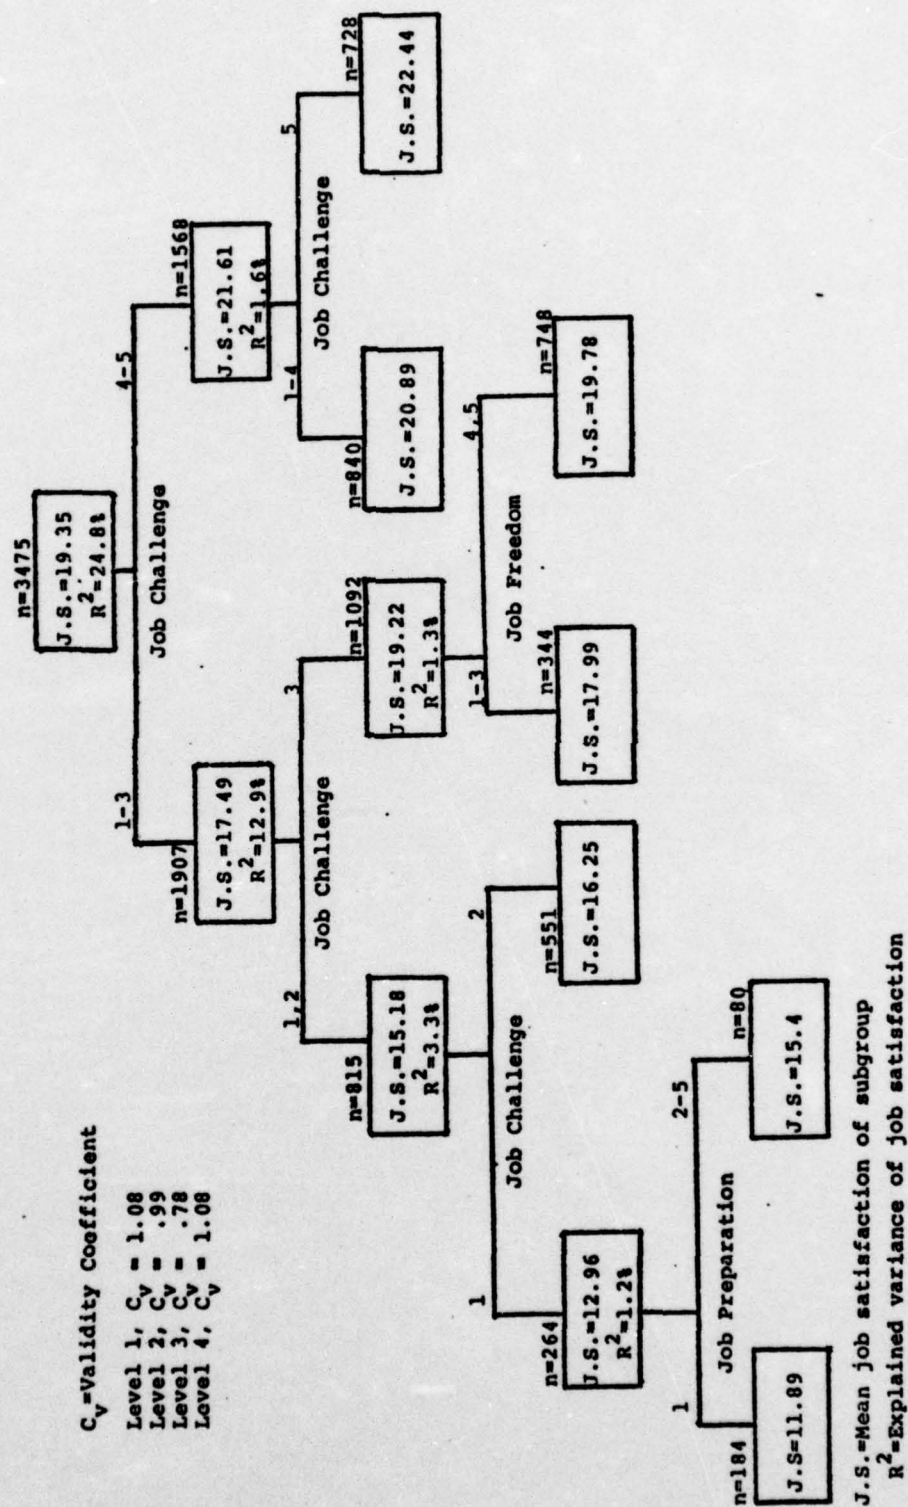 n=3475
J.S.=19.35
R²=24.8%
Job Challenge
1-3
4-5
n=1907
J.S.=17.49
R²=12.9%
n=1568
J.S.=21.61
R²=1.6%
Job Challenge
1,2
3
Job Challenge
1-4
5
n=815
J.S.=15.18
R²=3.3%
n=1092
J.S.=19.22
R²=1.3%
n=840
J.S.=20.89
n=728
J.S.=22.44
Job Challenge
1
2
Job Freedom
1-3
4,5
n=264
J.S.=12.96
R²=1.2%
n=551
J.S.=16.25
n=344
J.S.=17.99
n=748
J.S.=19.78
Job Preparation
1
2-5
n=184
J.S=11.89
n=80
J.S.=15.4
Cv=Validity Coefficient
Level 1, Cv = 1.08
Level 2, Cv = .99
Level 3, Cv = .78
Level 4, Cv = 1.08
J.S.=Mean job satisfaction of subgroup
R²=Explained variance of job satisfaction